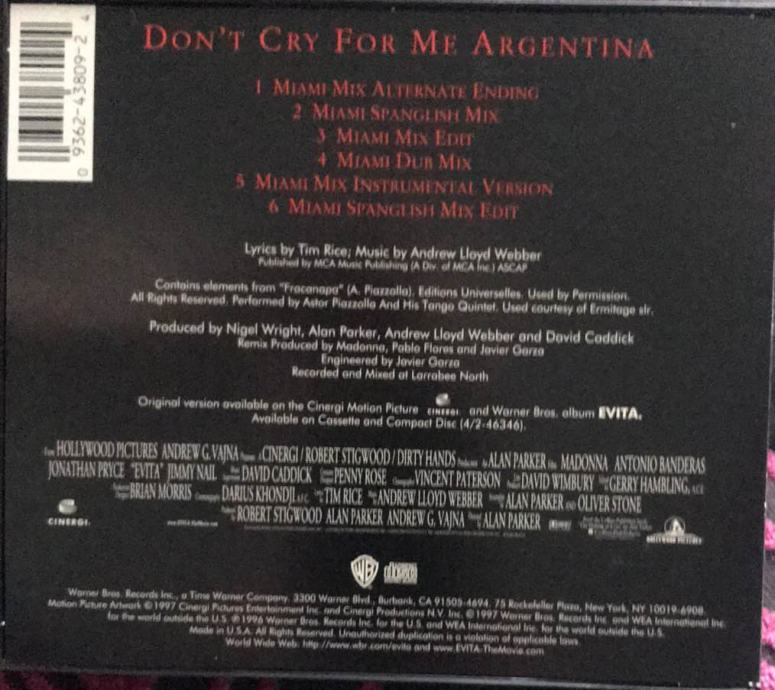 0 9362-43809-2 4
DON'T CRY FOR ME ARGENTINA
1 MIAMI MIX ALTERNATE ENDING
2 MIAMI SPANGLISH MIX
3 MIAMI MIX EDIT
4 MIAMI DUB MIX
5 MIAMI MIX INSTRUMENTAL VERSION
6 MIAMI SPANGLISH MIX EDIT
Lyrics by Tim Rice; Music by Andrew Lloyd Webber
Published by MCA Music Publishing (A Div. of MCA Inc.) ASCAP
Contains elements from "Fracanapa" (A. Piazzolla). Editions Universelles. Used by Permission.
All Rights Reserved. Performed by Astor Piazzolla And His Tango Quintet. Used courtesy of Ermitage slr.
Produced by Nigel Wright, Alan Parker, Andrew Lloyd Webber and David Caddick
Remix Produced by Madonna, Pablo Flores and Javier Garza
Engineered by Javier Garza
Recorded and Mixed at Larrabee North
Original version available on the Cinergi Motion Picture CINERGI. and Warner Bros. album EVITA.
Available on Cassette and Compact Disc (4/2-46346).
HOLLYWOOD PICTURES ANDREW G. VAJNA CINERGI / ROBERT STIGWOOD / DIRTY HANDS ALAN PARKER MADONNA ANTONIO BANDERAS
JONATHAN PRYCE "EVITA" JIMMY NAIL DAVID CADDICK PENNY ROSE VINCENT PATERSON DAVID WIMBURY GERRY HAMBLING, A.C.E.
BRIAN MORRIS DARIUS KHONDJI, A.F.C. TIM RICE ANDREW LLOYD WEBBER ALAN PARKER AND OLIVER STONE
ROBERT STIGWOOD ALAN PARKER ANDREW G. VAJNA ALAN PARKER
CINERGI.
HOLLYWOOD PICTURES
WB
Warner Bros. Records Inc., a Time Warner Company. 3300 Warner Blvd., Burbank, CA 91505-4694. 75 Rockefeller Plaza, New York, NY 10019-6908.
Motion Picture Artwork © 1997 Cinergi Pictures Entertainment Inc. and Cinergi Productions N.V. Inc. © 1997 Warner Bros. Records Inc. and WEA International Inc.
for the world outside the U.S. ℗ 1996 Warner Bros. Records Inc. for the U.S. and WEA International Inc. for the world outside the U.S.
Made in U.S.A. All Rights Reserved. Unauthorized duplication is a violation of applicable laws.
World Wide Web: http://www.wbr.com/evita and www.EVITA-TheMovie.com